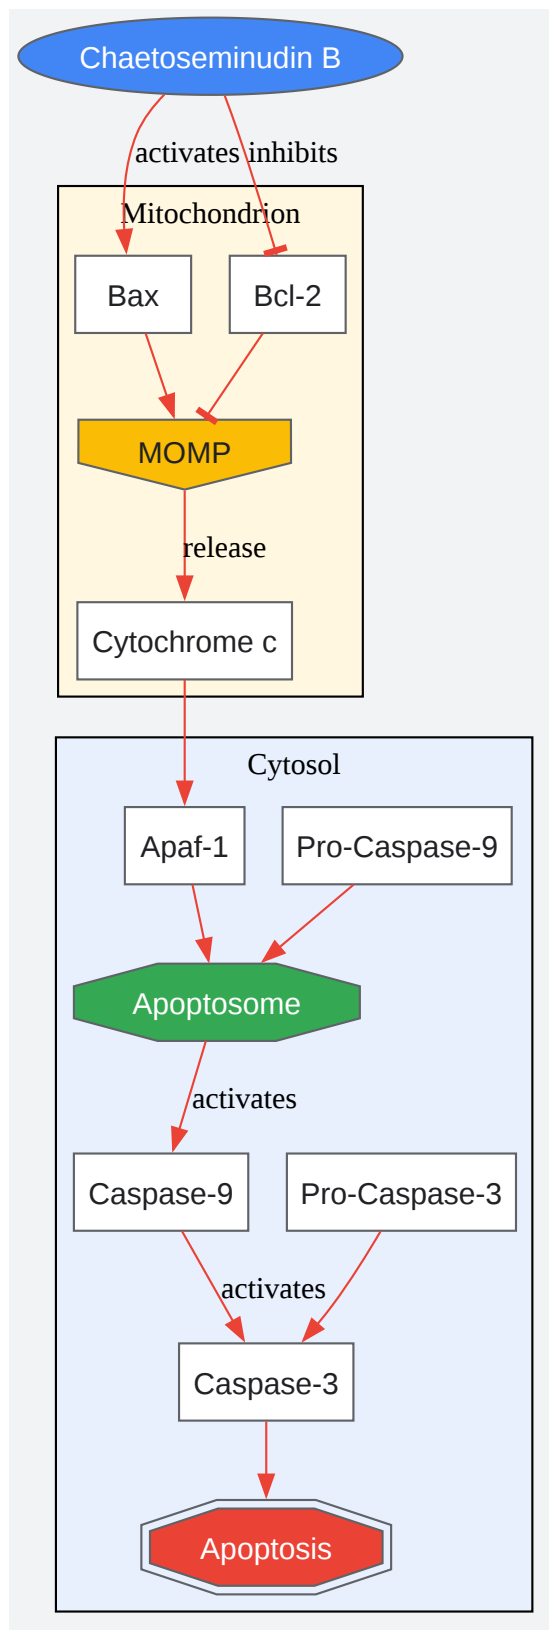 Chaetoseminudin B
activates inhibits
Mitochondrion
Bax
Bcl-2
MOMP
release
Cytochrome c
Cytosol
Apaf-1
Pro-Caspase-9
Apoptosome
activates
Caspase-9
Pro-Caspase-3
activates
Caspase-3
Apoptosis